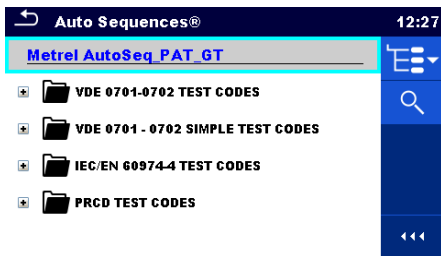 Auto Sequences®
12:27
Metrel AutoSeq_PAT_GT
VDE 0701-0702 TEST CODES
VDE 0701 - 0702 SIMPLE TEST CODES
IEC/EN 60974-4 TEST CODES
PRCD TEST CODES